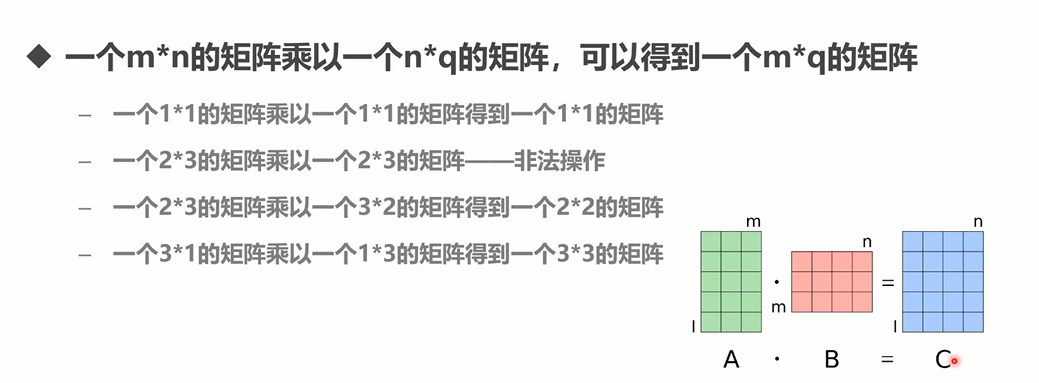 ◆ 一个m*n的矩阵乘以一个n*q的矩阵，可以得到一个m*q的矩阵
– 一个1*1的矩阵乘以一个1*1的矩阵得到一个1*1的矩阵
– 一个2*3的矩阵乘以一个2*3的矩阵——非法操作
– 一个2*3的矩阵乘以一个3*2的矩阵得到一个2*2的矩阵
– 一个3*1的矩阵乘以一个1*3的矩阵得到一个3*3的矩阵
m n
n
· =
m
l l
A · B = C